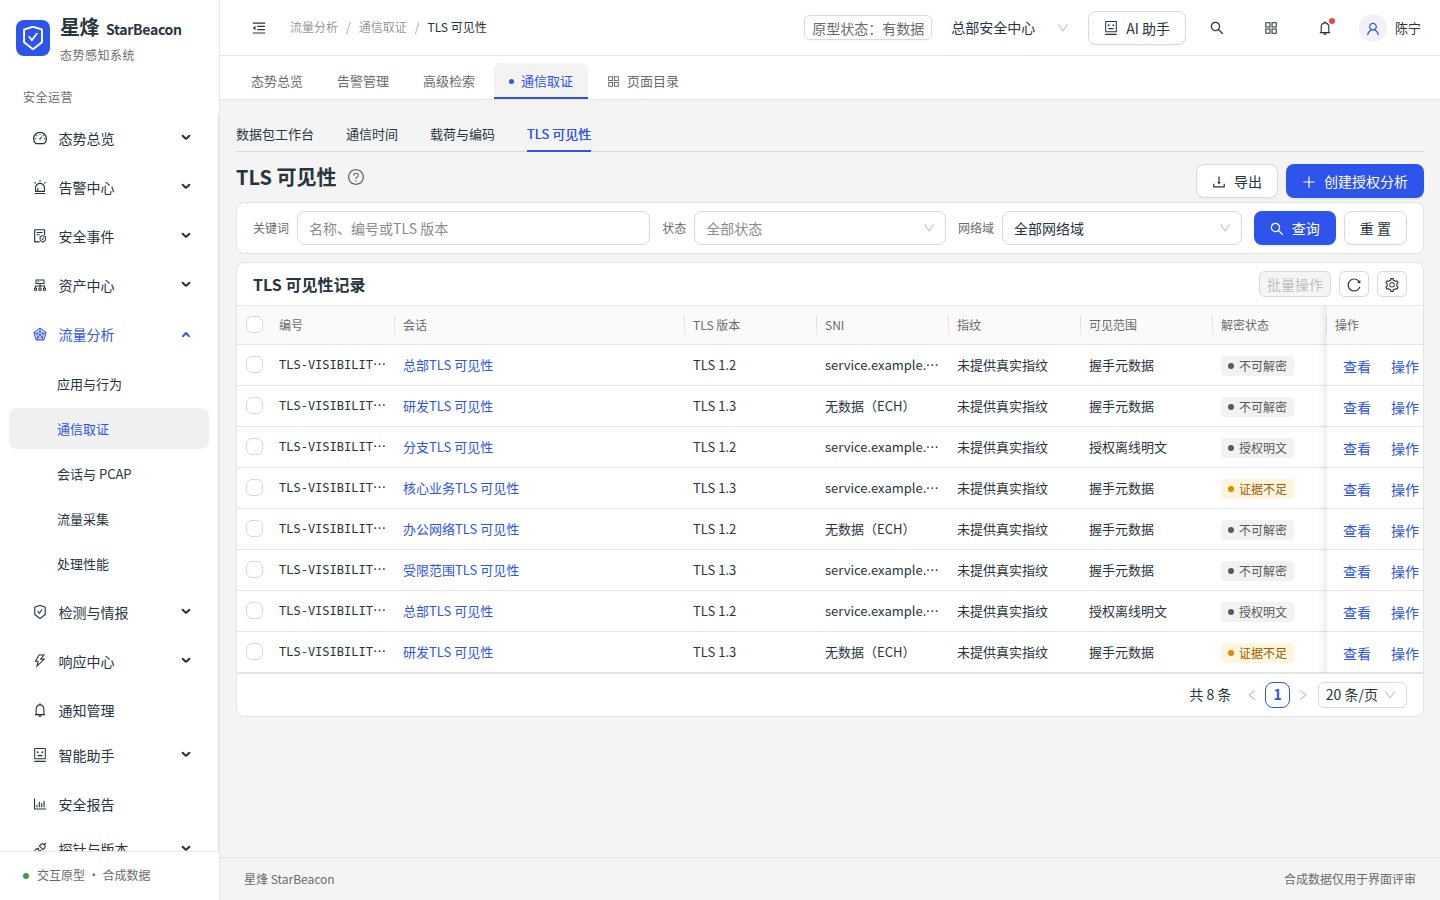 星烽 StarBeacon
态势感知系统
安全运营
态势总览
告警中心
安全事件
资产中心
流量分析
应用与行为
通信取证
会话与 PCAP
流量采集
处理性能
检测与情报
响应中心
通知管理
智能助手
安全报告
探针与版本
交互原型 · 合成数据
流量分析 / 通信取证 / TLS 可见性
原型状态：有数据
总部安全中心
AI 助手
陈宁
态势总览 告警管理 高级检索 通信取证 页面目录
数据包工作台 通信时间 载荷与编码 TLS 可见性
TLS 可见性
导出
创建授权分析
关键词 名称、编号或TLS 版本 状态 全部状态 网络域 全部网络域 查询 重 置
TLS 可见性记录
批量操作
编号 会话 TLS 版本 SNI 指纹 可见范围 解密状态 操作
TLS-VISIBILIT… 总部TLS 可见性 TLS 1.2 service.example.… 未提供真实指纹 握手元数据 不可解密 查看 操作
TLS-VISIBILIT… 研发TLS 可见性 TLS 1.3 无数据（ECH） 未提供真实指纹 握手元数据 不可解密 查看 操作
TLS-VISIBILIT… 分支TLS 可见性 TLS 1.2 service.example.… 未提供真实指纹 授权离线明文 授权明文 查看 操作
TLS-VISIBILIT… 核心业务TLS 可见性 TLS 1.3 service.example.… 未提供真实指纹 握手元数据 证据不足 查看 操作
TLS-VISIBILIT… 办公网络TLS 可见性 TLS 1.2 无数据（ECH） 未提供真实指纹 握手元数据 不可解密 查看 操作
TLS-VISIBILIT… 受限范围TLS 可见性 TLS 1.3 service.example.… 未提供真实指纹 握手元数据 不可解密 查看 操作
TLS-VISIBILIT… 总部TLS 可见性 TLS 1.2 service.example.… 未提供真实指纹 授权离线明文 授权明文 查看 操作
TLS-VISIBILIT… 研发TLS 可见性 TLS 1.3 无数据（ECH） 未提供真实指纹 握手元数据 证据不足 查看 操作
共 8 条 1 20 条/页
星烽 StarBeacon
合成数据仅用于界面评审